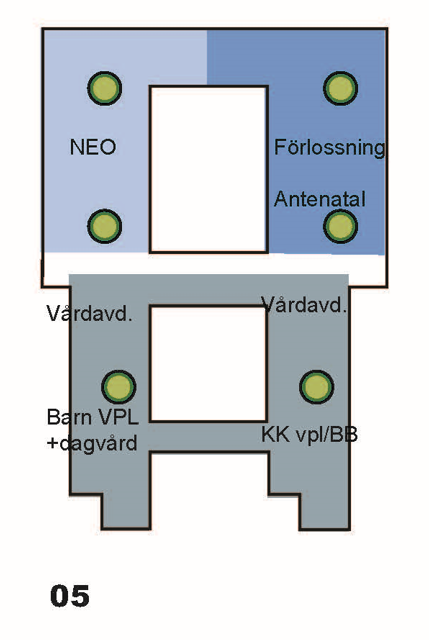 NEO
Förlossning
Antenatal
Vårdavd.
Barn VPL
+dagvård
Vårdavd.
KK vpl/BB
05